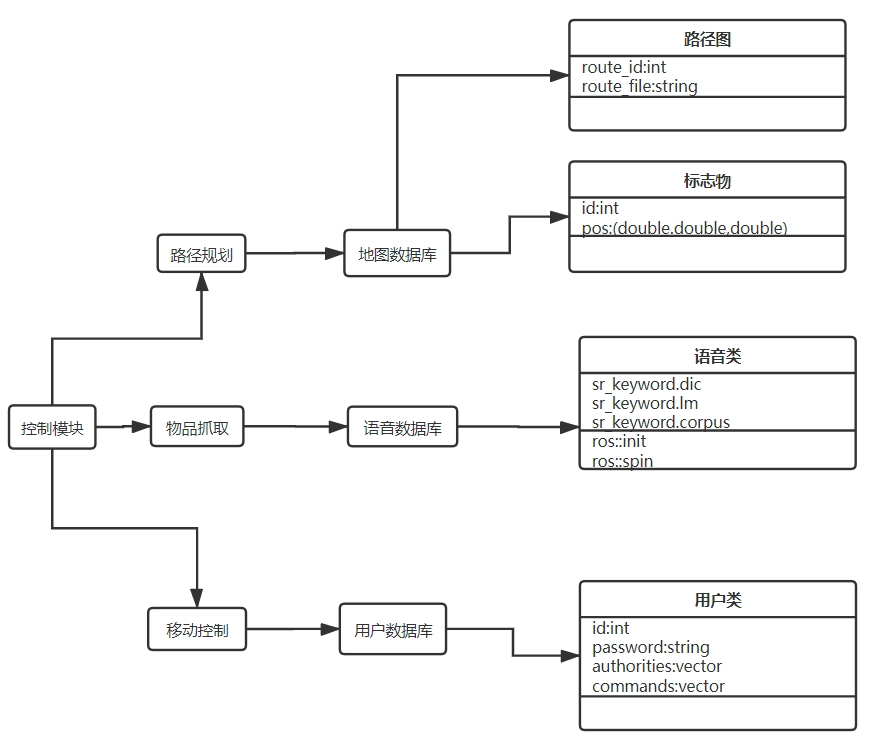 路径图
route_id:int
route_file:string
标志物
id:int
pos:(double.double,double)
路径规划
地图数据库
语音类
sr_keyword.dic
sr_keyword.lm
sr_keyword.corpus
ros::init
ros::spin
控制模块
物品抓取
语音数据库
用户类
id:int
password:string
authorities:vector
commands:vector
移动控制
用户数据库